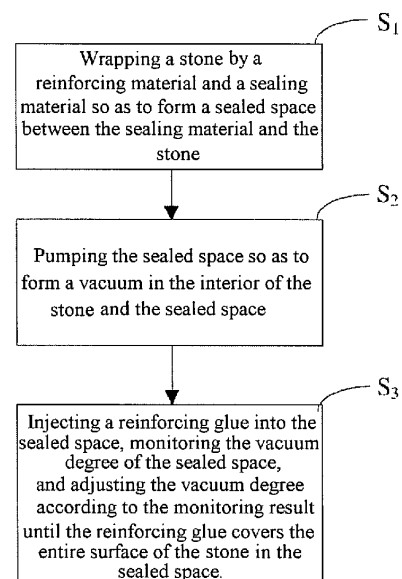 S1
Wrapping a stone by a
reinforcing material and a sealing
material so as to form a sealed space
between the sealing material and the
stone
S2
Pumping the sealed space so as to
form a vacuum in the interior of the
stone and the sealed space
S3
Injecting a reinforcing glue into the
sealed space, monitoring the vacuum
degree of the sealed space,
and adjusting the vacuum degree
according to the monitoring result
until the reinforcing glue covers the
entire surface of the stone in the
sealed space.